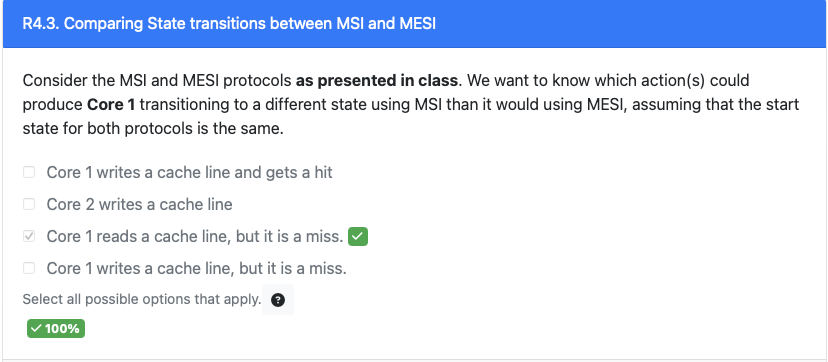 R4.3. Comparing State transitions between MSI and MESI
Consider the MSI and MESI protocols as presented in class. We want to know which action(s) could
produce Core 1 transitioning to a different state using MSI than it would using MESI, assuming that the start
state for both protocols is the same.
Core 1 writes a cache line and gets a hit
Core 2 writes a cache line
Core 1 reads a cache line, but it is a miss.
Core 1 writes a cache line, but it is a miss.
Select all possible options that apply. ?
100%